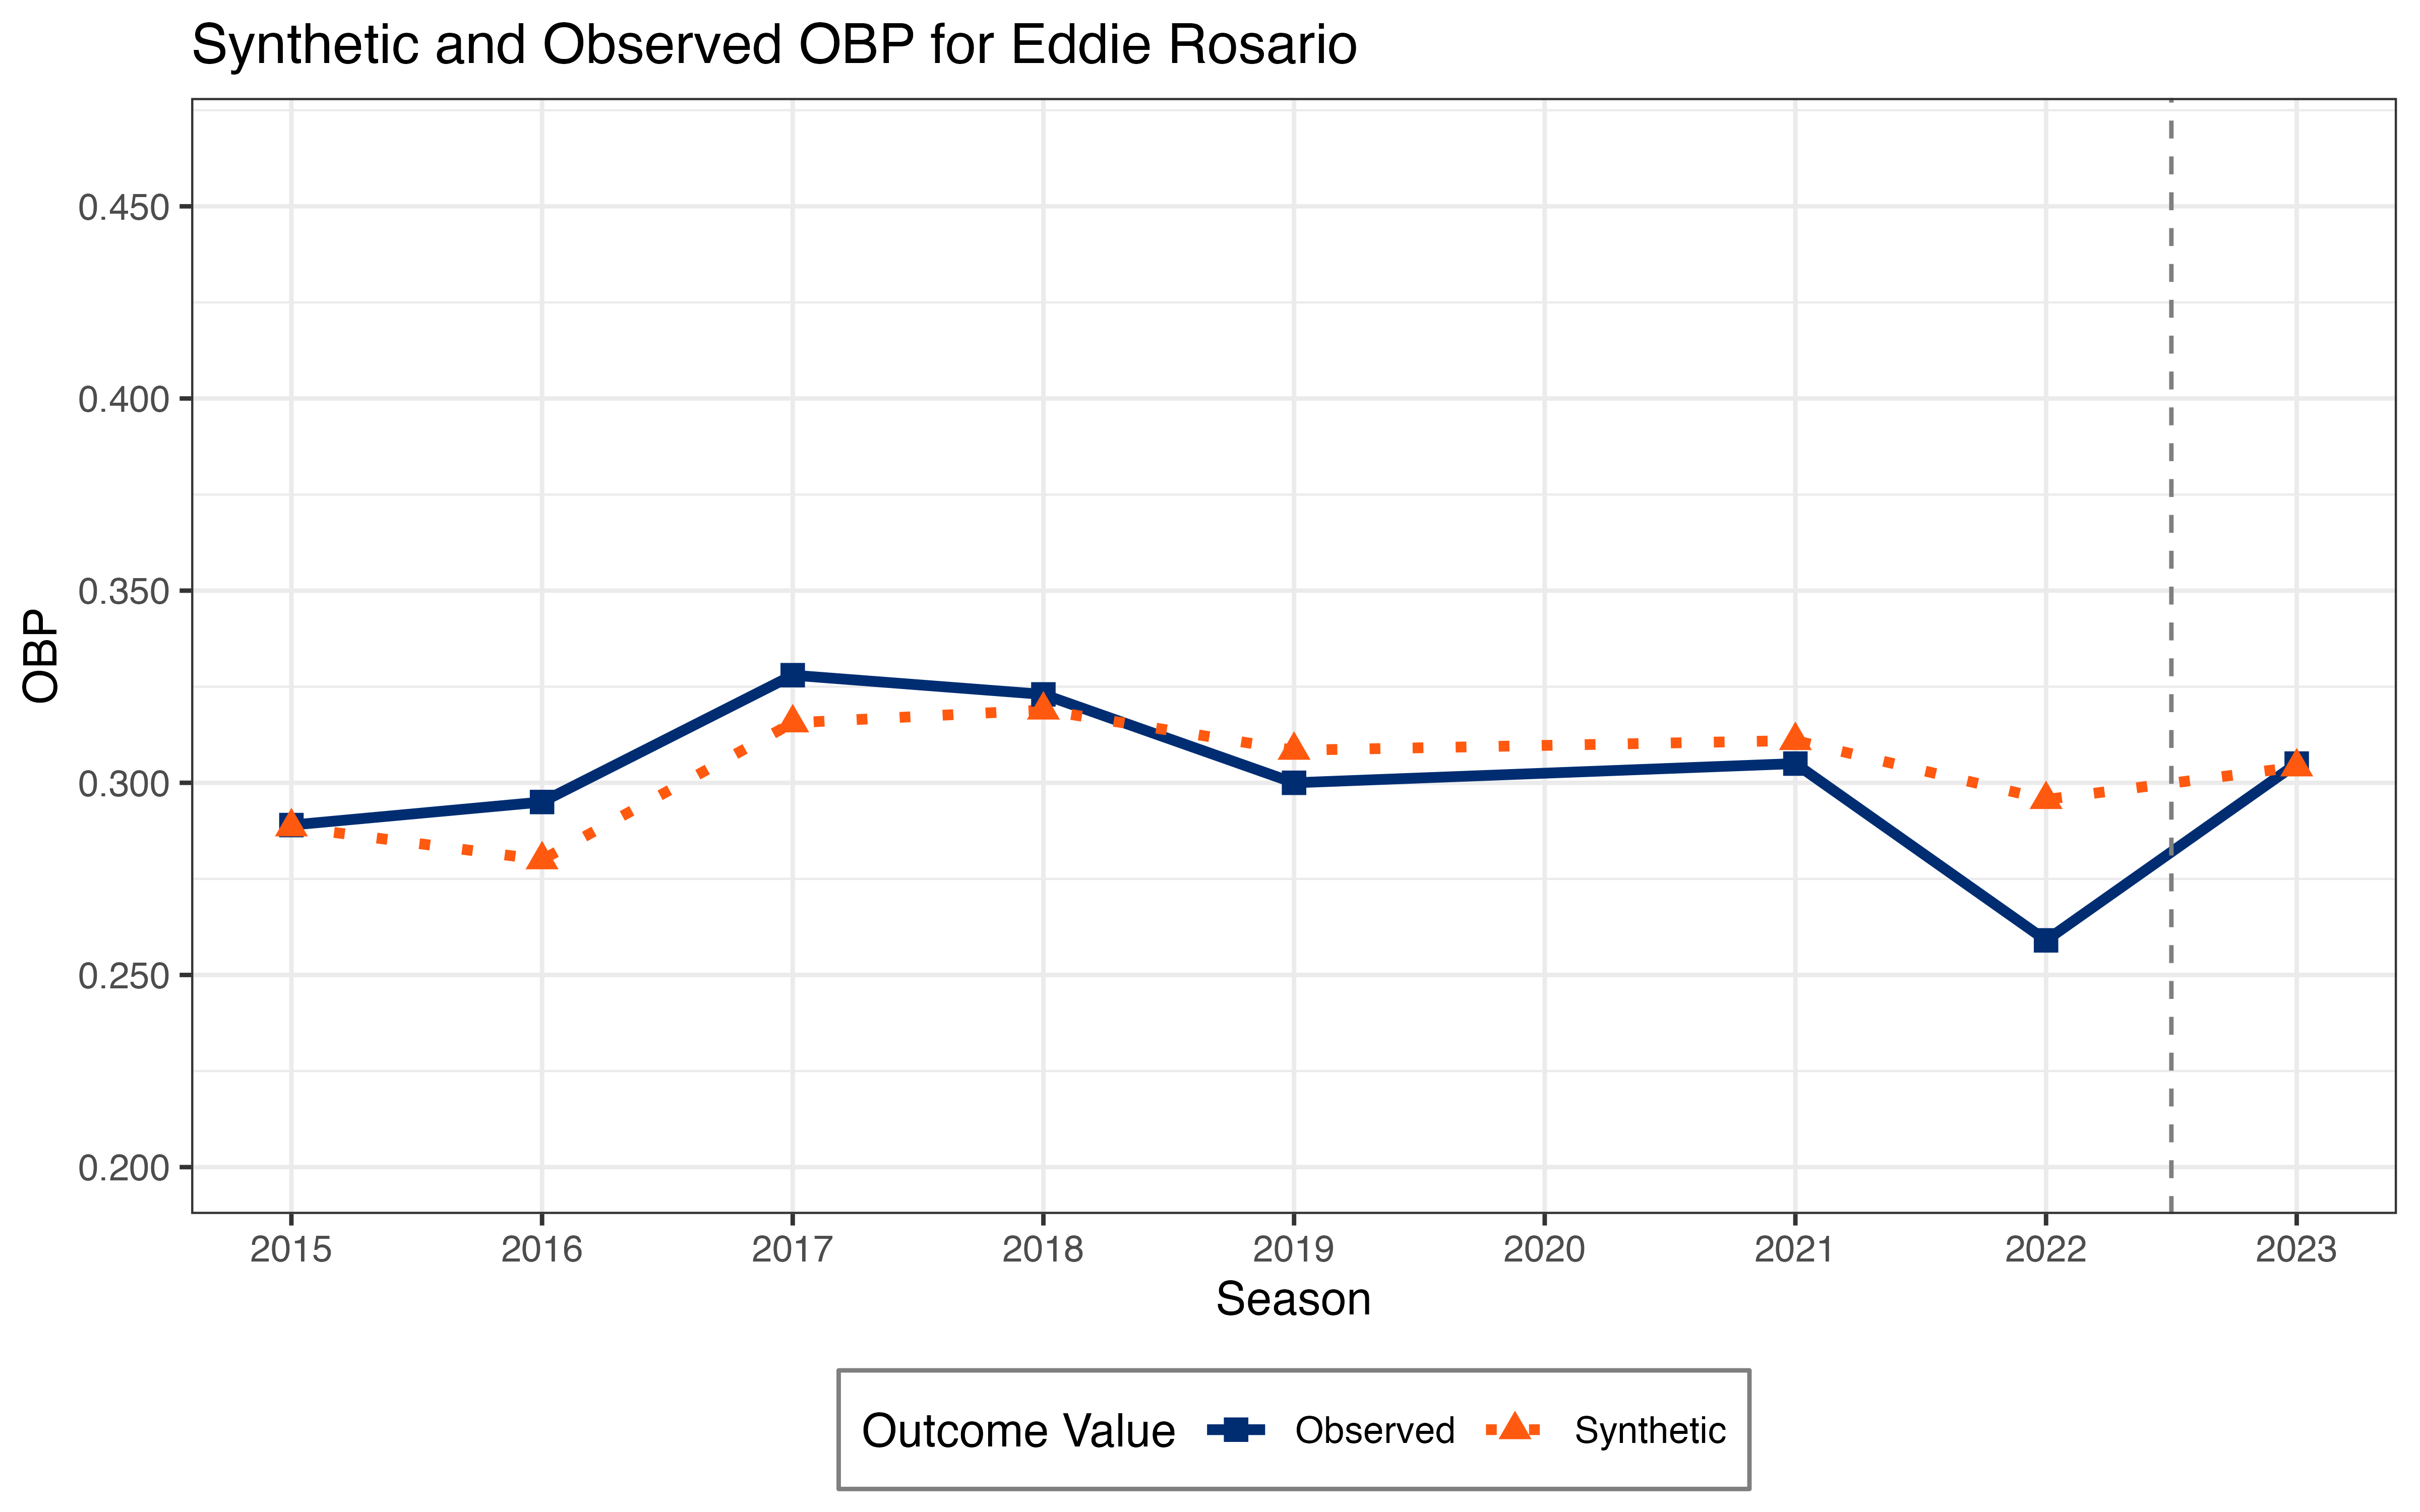 Synthetic and Observed OBP for Eddie Rosario
OBP
0.450
0.400
0.350
0.300
0.250
0.200
2015 2016 2017 2018 2019 2020 2021 2022 2023
Season
Outcome Value Observed Synthetic